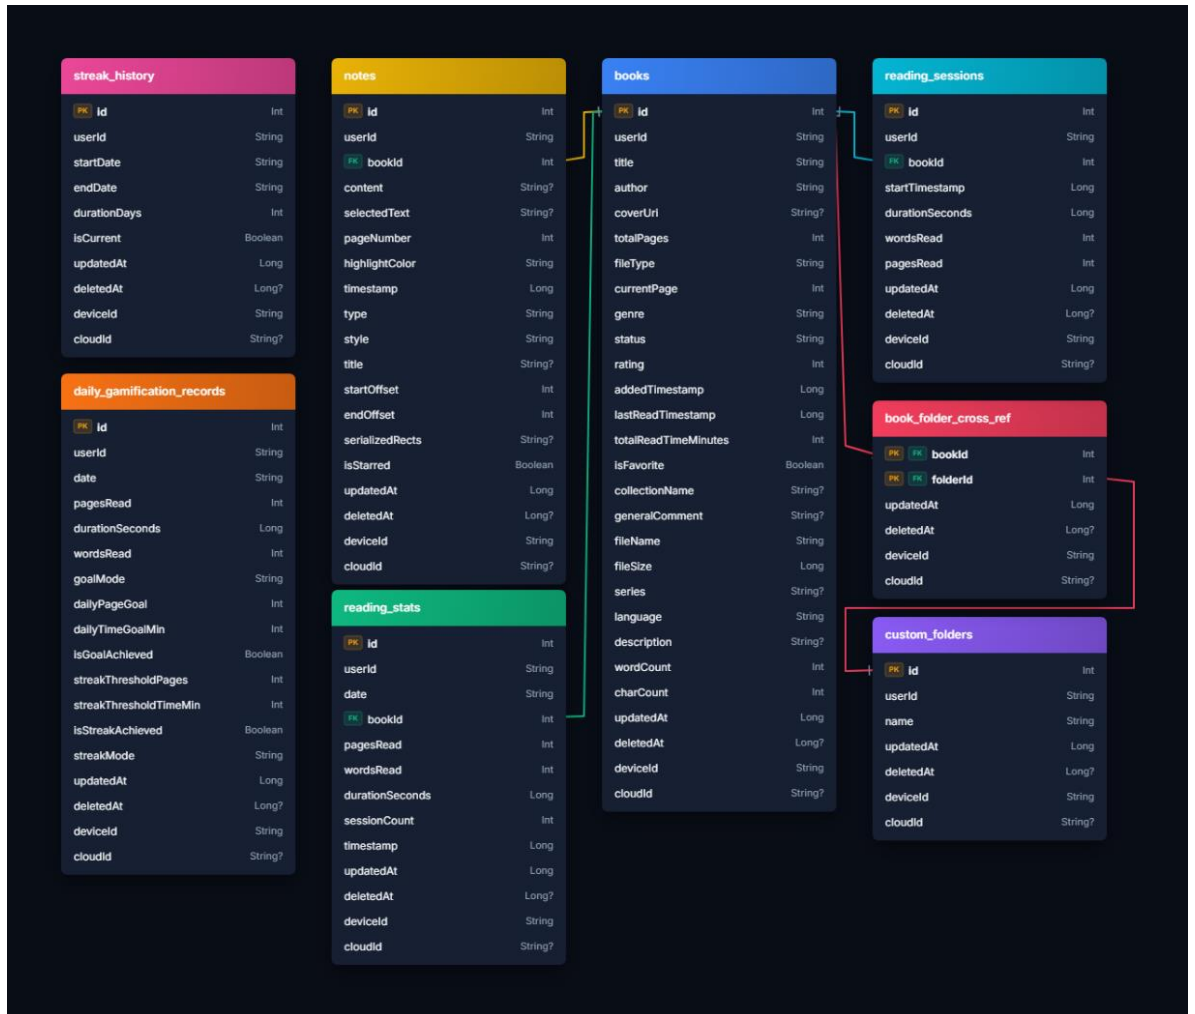 streak_history
PK id Int
userId String
startDate String
endDate String
durationDays Int
isCurrent Boolean
updatedAt Long
deletedAt Long?
deviceId String
cloudId String?
daily_gamification_records
PK id Int
userId String
date String
pagesRead Int
durationSeconds Long
wordsRead Int
goalMode String
dailyPageGoal Int
dailyTimeGoalMin Int
isGoalAchieved Boolean
streakThresholdPages Int
streakThresholdTimeMin Int
isStreakAchieved Boolean
streakMode String
updatedAt Long
deletedAt Long?
deviceId String
cloudId String?
notes
PK id Int
userId String
FK bookId Int
content String?
selectedText String?
pageNumber Int
highlightColor String
timestamp Long
type String
style String
title String?
startOffset Int
endOffset Int
serializedRects String?
isStarred Boolean
updatedAt Long
deletedAt Long?
deviceId String
cloudId String?
reading_stats
PK id Int
userId String
date String
FK bookId Int
pagesRead Int
wordsRead Int
durationSeconds Long
sessionCount Int
timestamp Long
updatedAt Long
deletedAt Long?
deviceId String
cloudId String?
books
PK id Int
userId String
title String
author String
coverUri String?
totalPages Int
fileType String
currentPage Int
genre String
status String
rating Int
addedTimestamp Long
lastReadTimestamp Long
totalReadTimeMinutes Int
isFavorite Boolean
collectionName String?
generalComment String?
fileName String
fileSize Long
series String?
language String
description String?
wordCount Int
charCount Int
updatedAt Long
deletedAt Long?
deviceId String
cloudId String?
reading_sessions
PK id Int
userId String
FK bookId Int
startTimestamp Long
durationSeconds Long
wordsRead Int
pagesRead Int
updatedAt Long
deletedAt Long?
deviceId String
cloudId String?
book_folder_cross_ref
PK FK bookId Int
PK FK folderId Int
updatedAt Long
deletedAt Long?
deviceId String
cloudId String?
custom_folders
PK id Int
userId String
name String
updatedAt Long
deletedAt Long?
deviceId String
cloudId String?